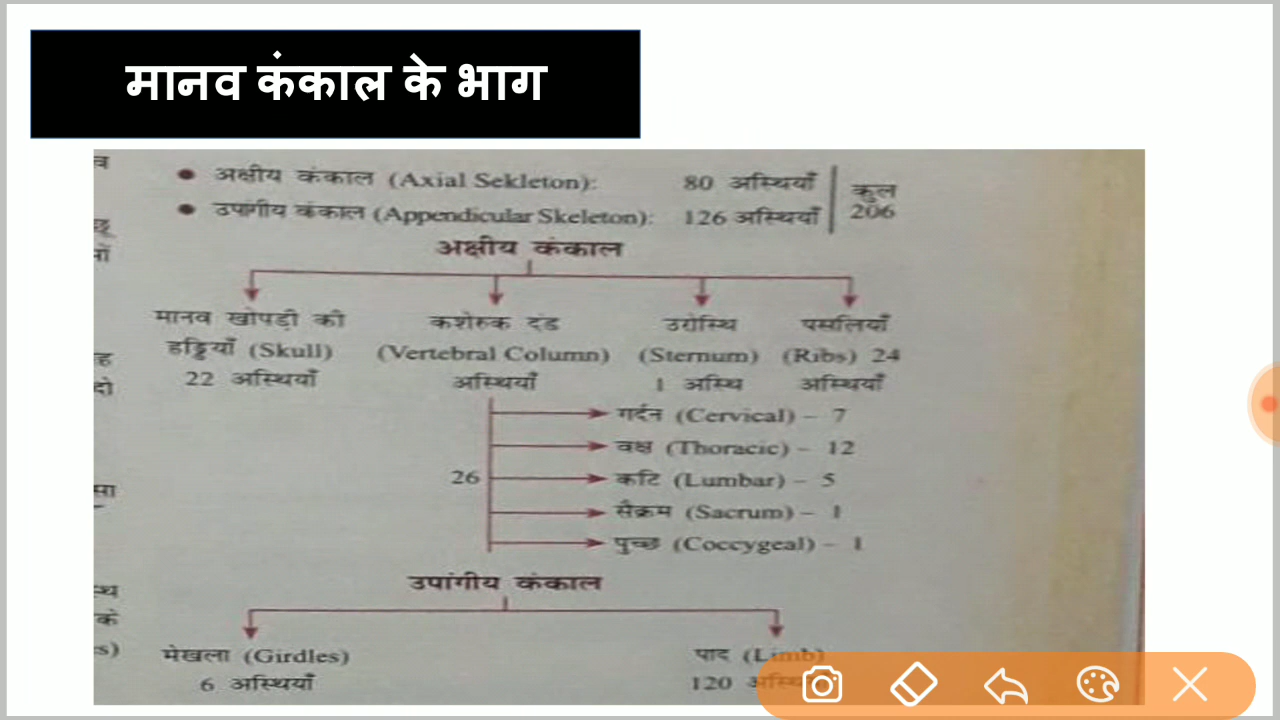 मानव कंकाल के भाग
व
• अक्षीय कंकाल (Axial Sekleton): 80 अस्थियाँ
• उपांगीय कंकाल (Appendicular Skeleton): 126 अस्थियाँ
कुल
206
अक्षीय कंकाल
मानव खोपड़ी की कशेरुक दंड उरोस्थि पसलियाँ
हड्डियाँ (Skull) (Vertebral Column) (Sternum) (Ribs) 24
22 अस्थियाँ अस्थियाँ 1 अस्थि अस्थियाँ
ह
दो
गर्दन (Cervical) – 7
वक्ष (Thoracic) – 12
26 कटि (Lumbar) – 5
सा
सैक्रम (Sacrum) – 1
पुच्छ (Coccygeal) – 1
उपांगीय कंकाल
स्थ
के
s)
मेखला (Girdles) पाद (Limb)
6 अस्थियाँ 120